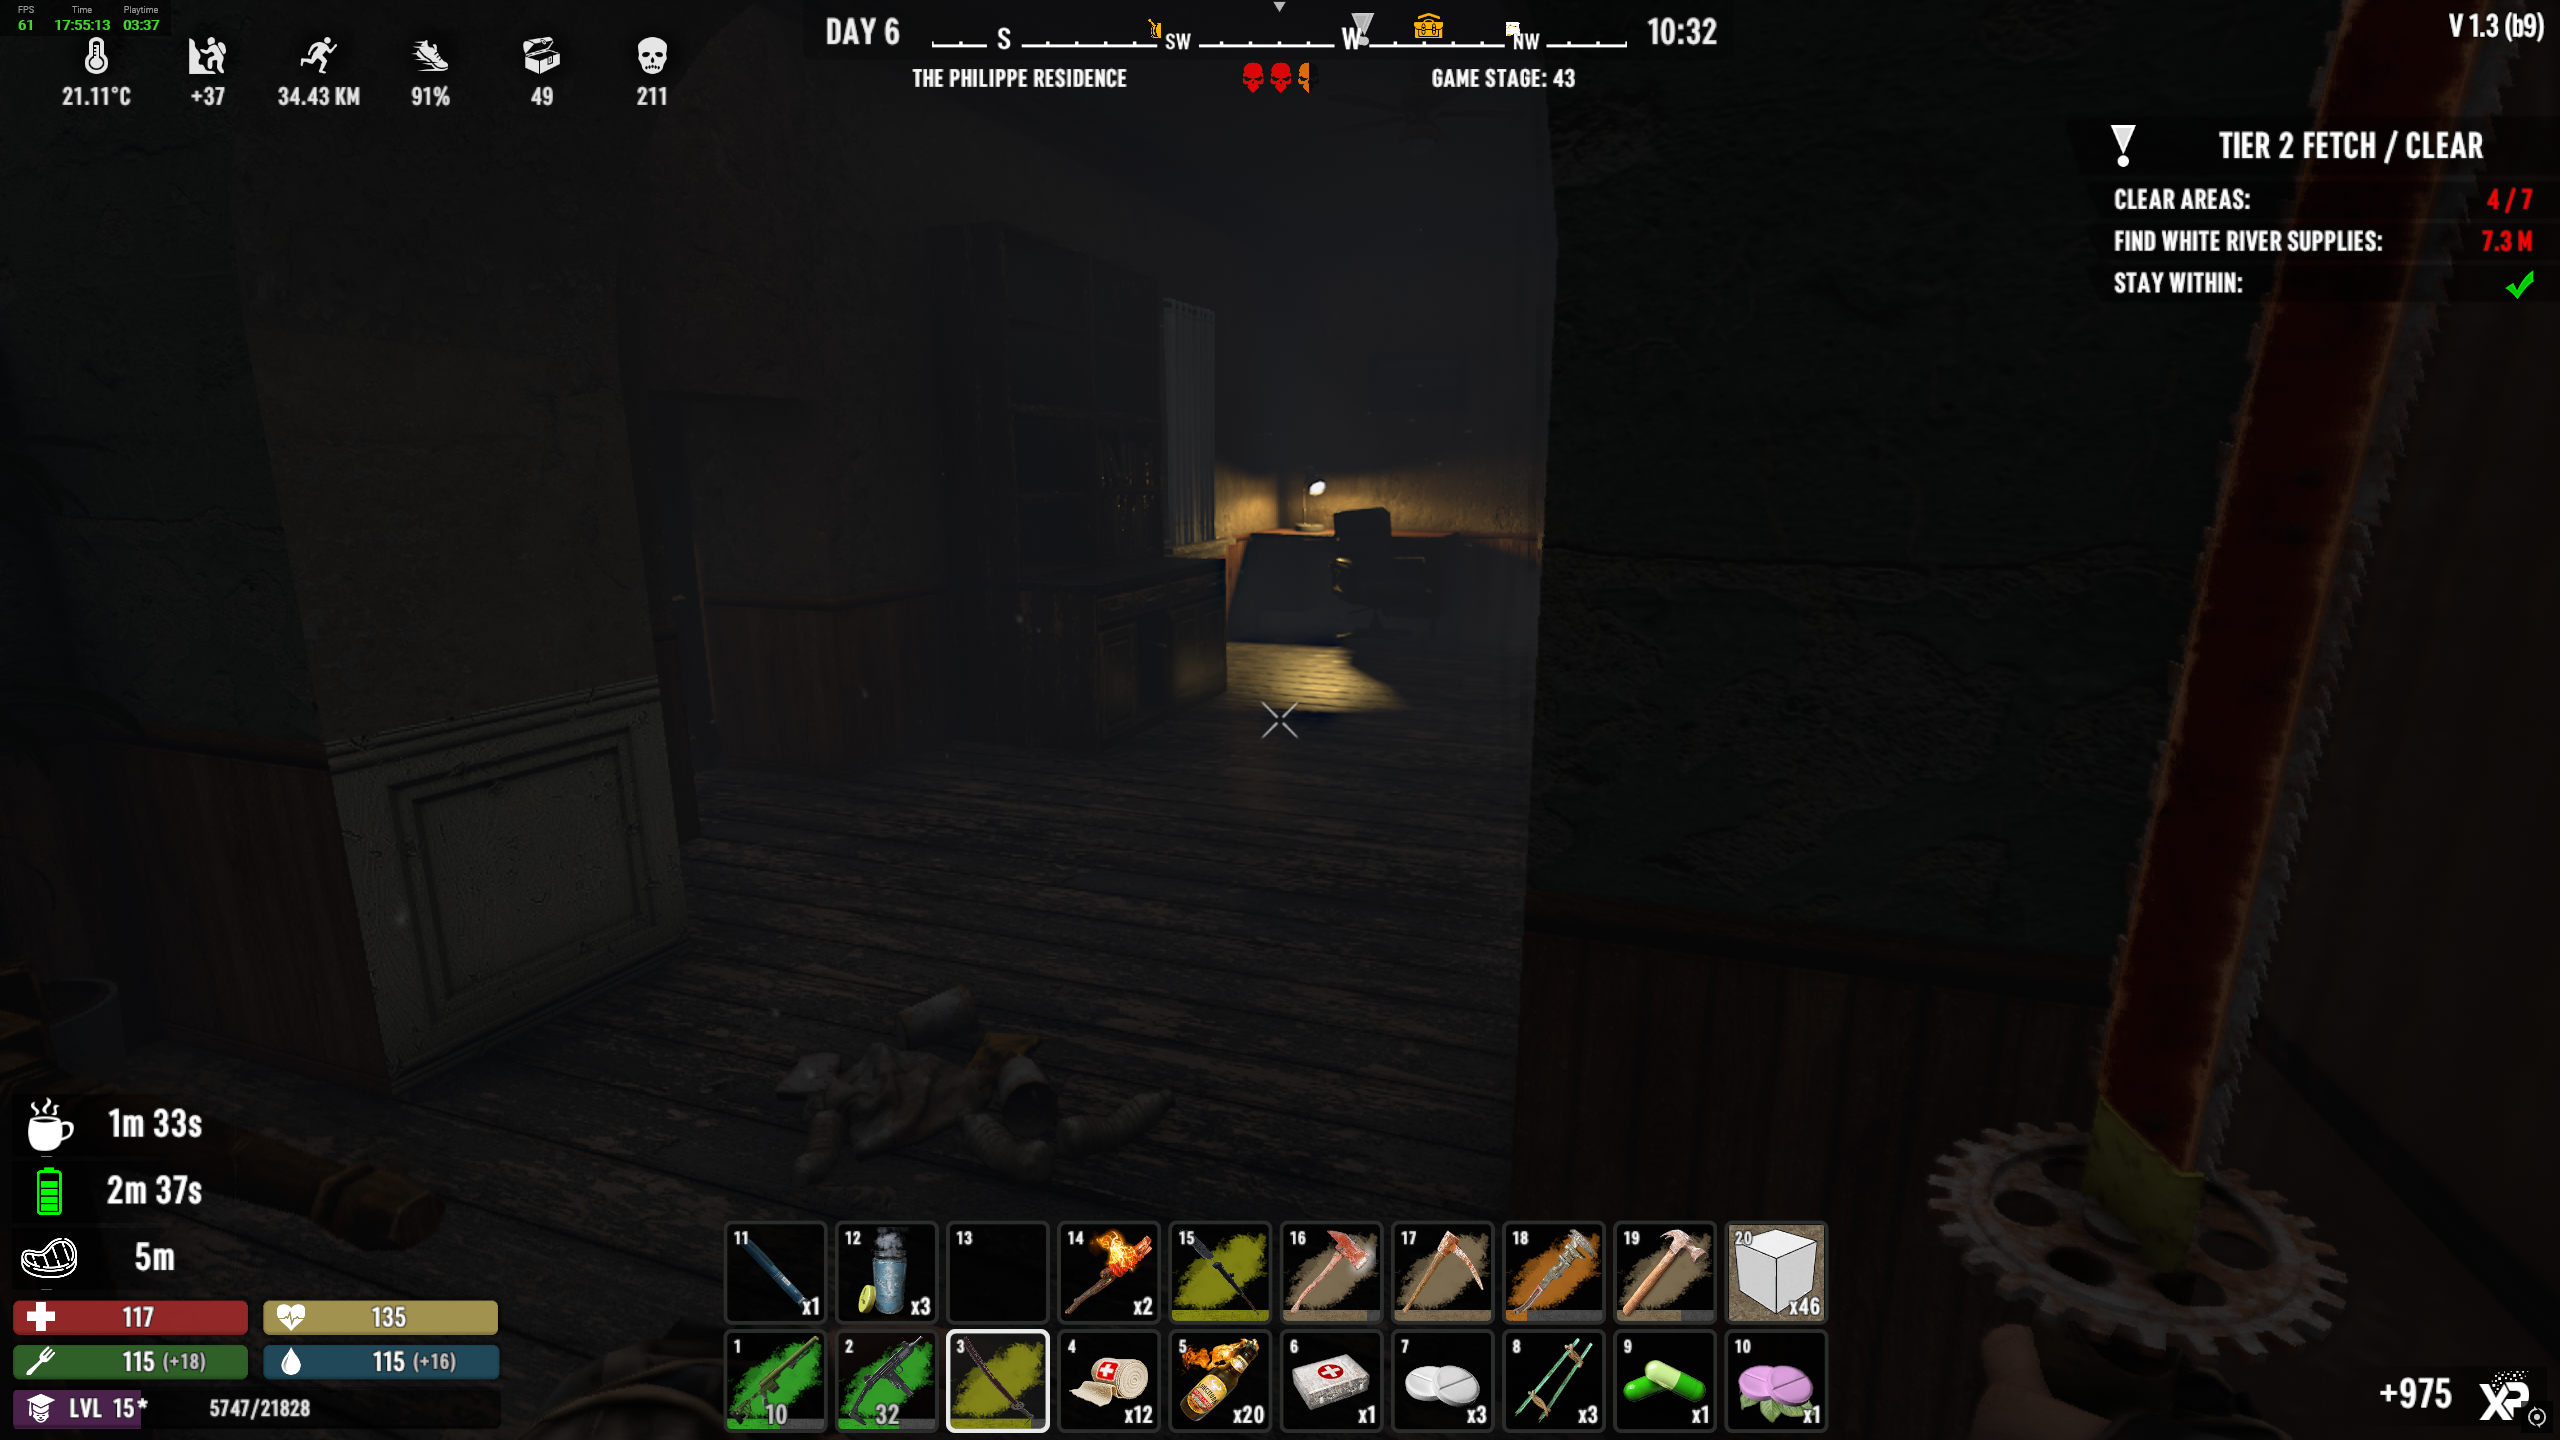 FPS Time Playtime
61 17:55:13 03:37
DAY 6 S SW W NW 10:32
V 1.3 (b9)
21.11°C +37 34.43 KM 91% 49 211
THE PHILIPPE RESIDENCE GAME STAGE: 43
TIER 2 FETCH / CLEAR
CLEAR AREAS: 4 / 7
FIND WHITE RIVER SUPPLIES: 7.3 M
STAY WITHIN:
1m 33s
2m 37s
5m
117 135
115 (+18) 115 (+16)
LVL 15* 5747/21828
11 12 13 14 15 16 17 18 19 20
x1 x3 x2 x46
1 2 3 4 5 6 7 8 9 10
10 32 x12 x20 x1 x3 x3 x1 x1
+975 XP